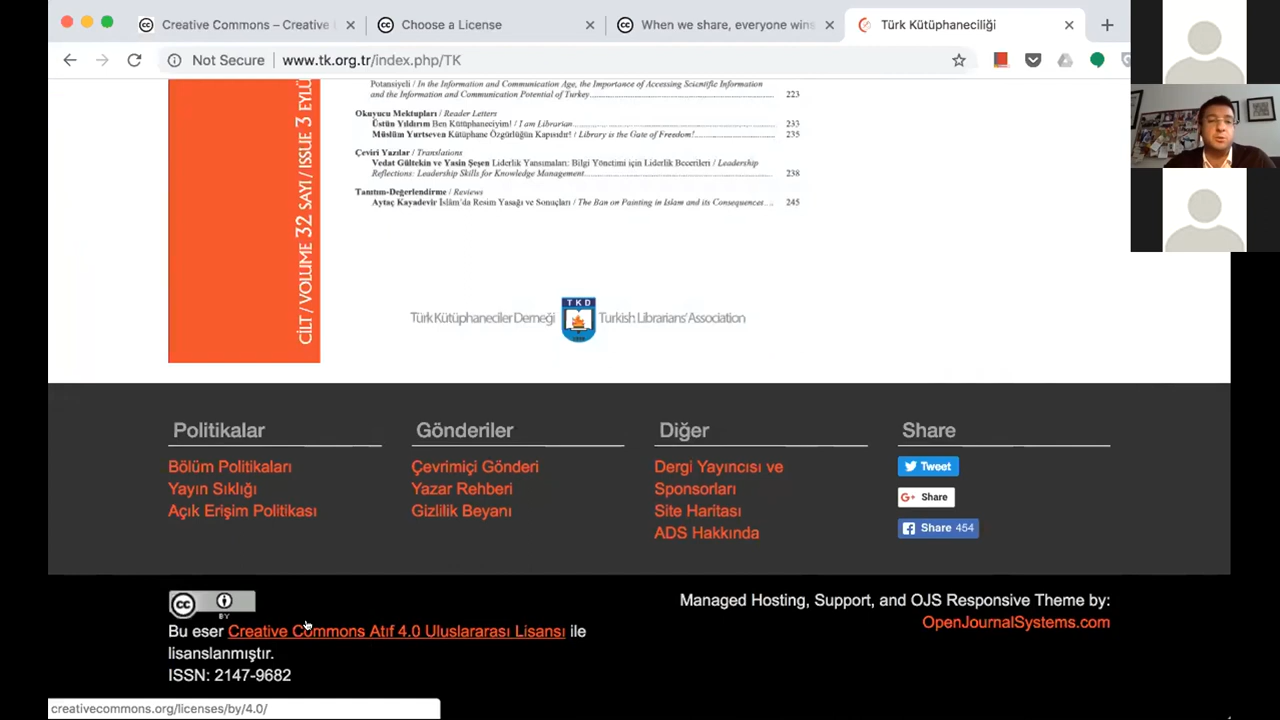 Creative Commons – Creative
Choose a License
When we share, everyone wins
Türk Kütüphaneciliği
Not Secure
www.tk.org.tr/index.php/TK
CİLT / VOLUME 32 SAYI / ISSUE 3 EYLÜ
Potansiyeli / In the Information and Communication Age, the Importance of Accessing Scientific Information
and the Information and Communication Potential of Turkey 223
Okuyucu Mektupları / Reader Letters
Üstün Yıldırım Ben Kütüphaneciyim! / I am Librarian 233
Müslüm Yurtseven Kütüphane Özgürlüğün Kapısıdır! / Library is the Gate of Freedom! 235
Çeviri Yazılar / Translations
Vedat Gültekin ve Yasin Şeşen Liderlik Yansımaları: Bilgi Yönetimi için Liderlik Becerileri / Leadership
Reflections: Leadership Skills for Knowledge Management 238
Tanıtım-Değerlendirme / Reviews
Aytaç Kayadevir İslâm'da Resim Yasağı ve Sonuçları / The Ban on Painting in Islam and its Consequences 245
Türk Kütüphaneciler Derneği TKD Turkish Librarians' Association
Politikalar
Bölüm Politikaları
Yayın Sıklığı
Açık Erişim Politikası
Gönderiler
Çevrimiçi Gönderi
Yazar Rehberi
Gizlilik Beyanı
Diğer
Dergi Yayıncısı ve
Sponsorları
Site Haritası
ADS Hakkında
Share
Tweet
G+ Share
Share 454
cc BY
Bu eser Creative Commons Atıf 4.0 Uluslararası Lisansı ile
lisanslanmıştır.
ISSN: 2147-9682
Managed Hosting, Support, and OJS Responsive Theme by:
OpenJournalSystems.com
creativecommons.org/licenses/by/4.0/